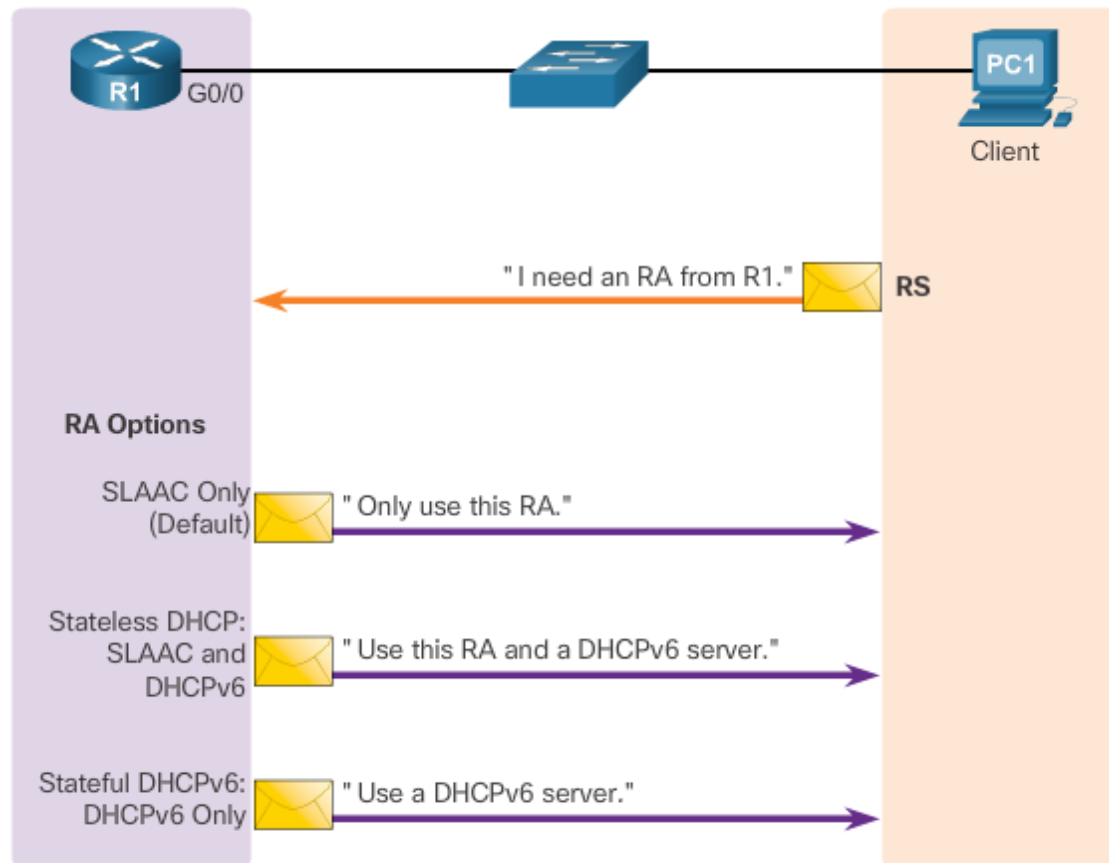 R1
G0/0
PC1
Client
" I need an RA from R1."
RS
RA Options
SLAAC Only
(Default)
" Only use this RA."
Stateless DHCP:
SLAAC and
DHCPv6
" Use this RA and a DHCPv6 server."
Stateful DHCPv6:
DHCPv6 Only
" Use a DHCPv6 server."